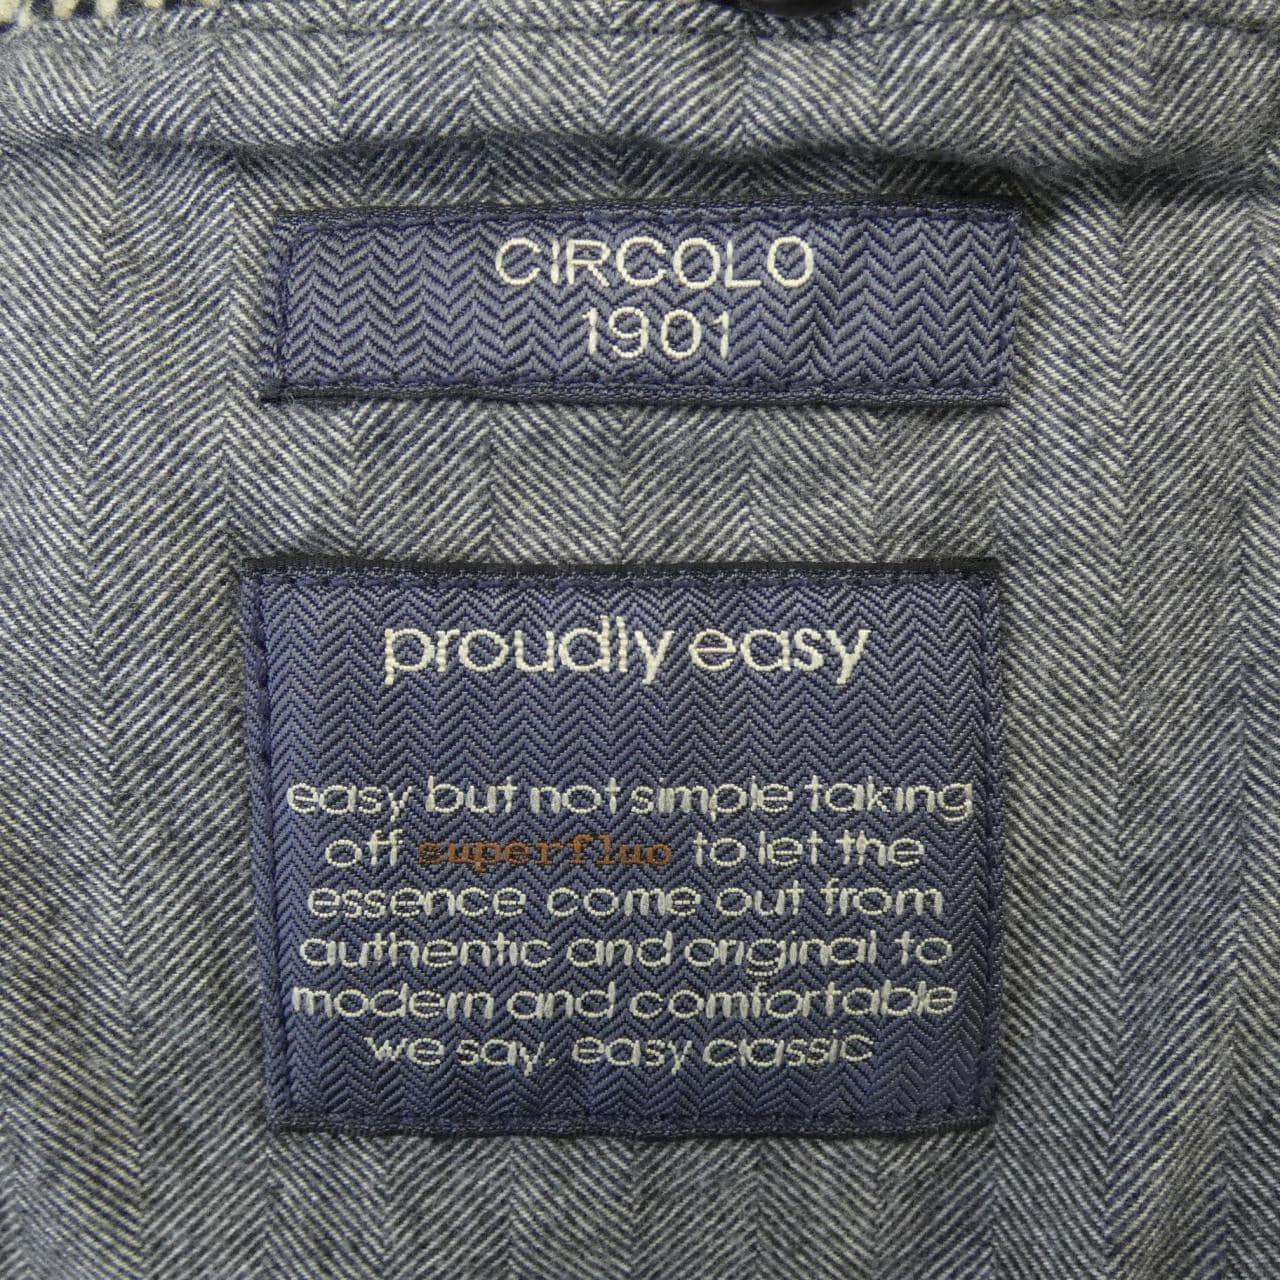 CIRCOLO
1901
proudly easy
easy but not simple taking
off superfluo to let the
essence come out from
authentic and original to
modern and comfortable
we say, easy classic